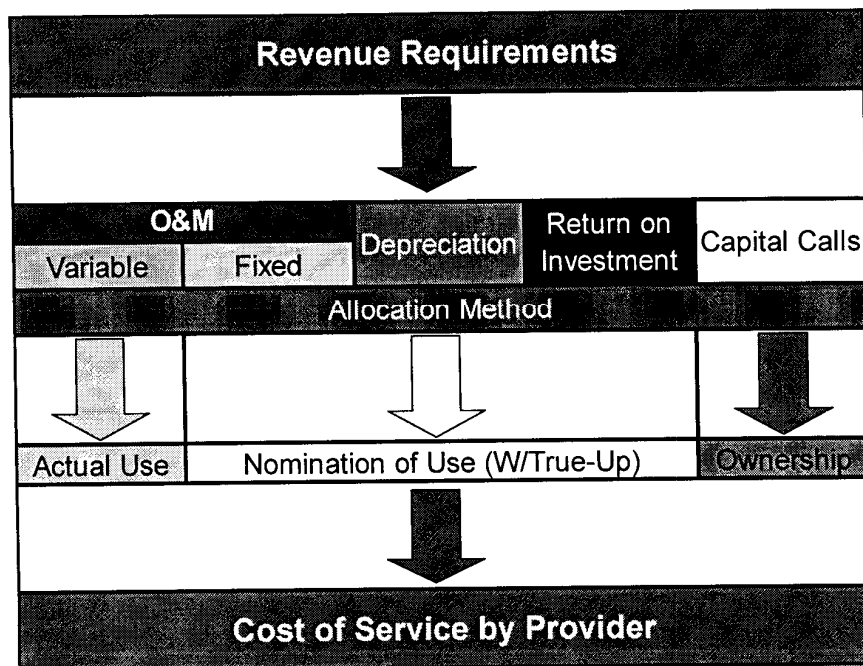 Revenue Requirements
O&M
Variable
Fixed
Depreciation
Return on
Investment
Capital Calls
Allocation Method
Actual Use
Nomination of Use (W/True-Up)
Ownership
Cost of Service by Provider